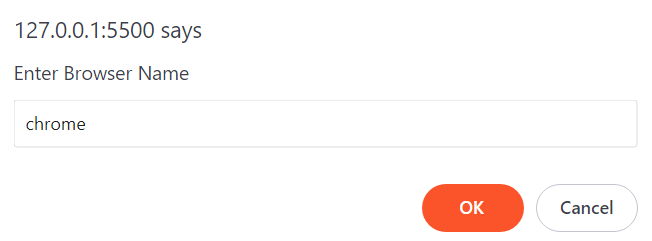 127.0.0.1:5500 says
Enter Browser Name
chrome
OK
Cancel